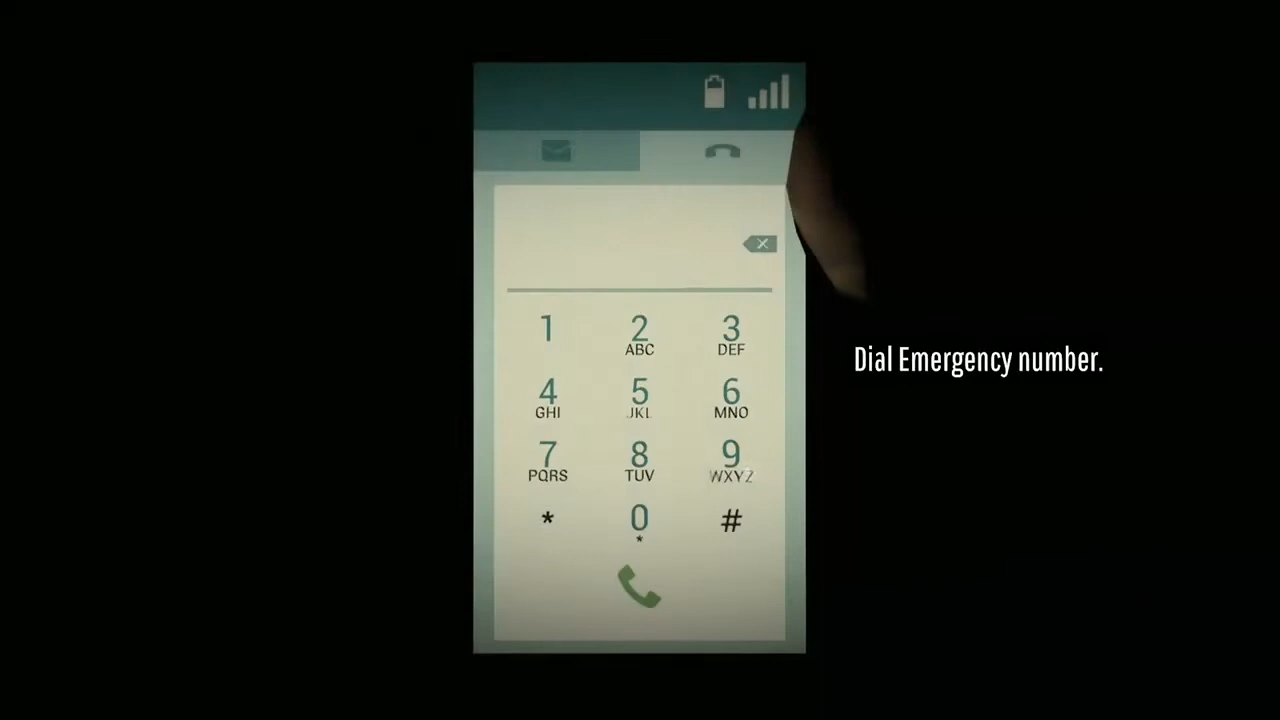 1 2 3
ABC DEF
Dial Emergency number.
4 5 6
GHI JKL MNO
7 8 9
PQRS TUV WXYZ
* 0 #
*